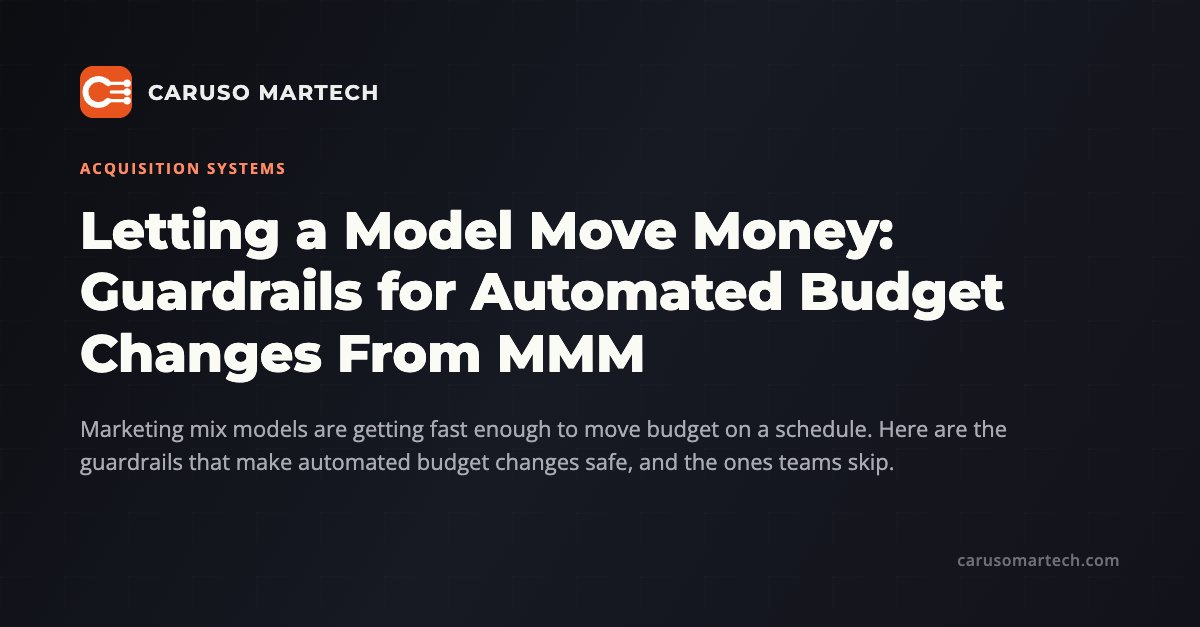 CARUSO MARTECH
ACQUISITION SYSTEMS
Letting a Model Move Money:
Guardrails for Automated Budget
Changes From MMM
Marketing mix models are getting fast enough to move budget on a schedule. Here are the
guardrails that make automated budget changes safe, and the ones teams skip.
carusomartech.com